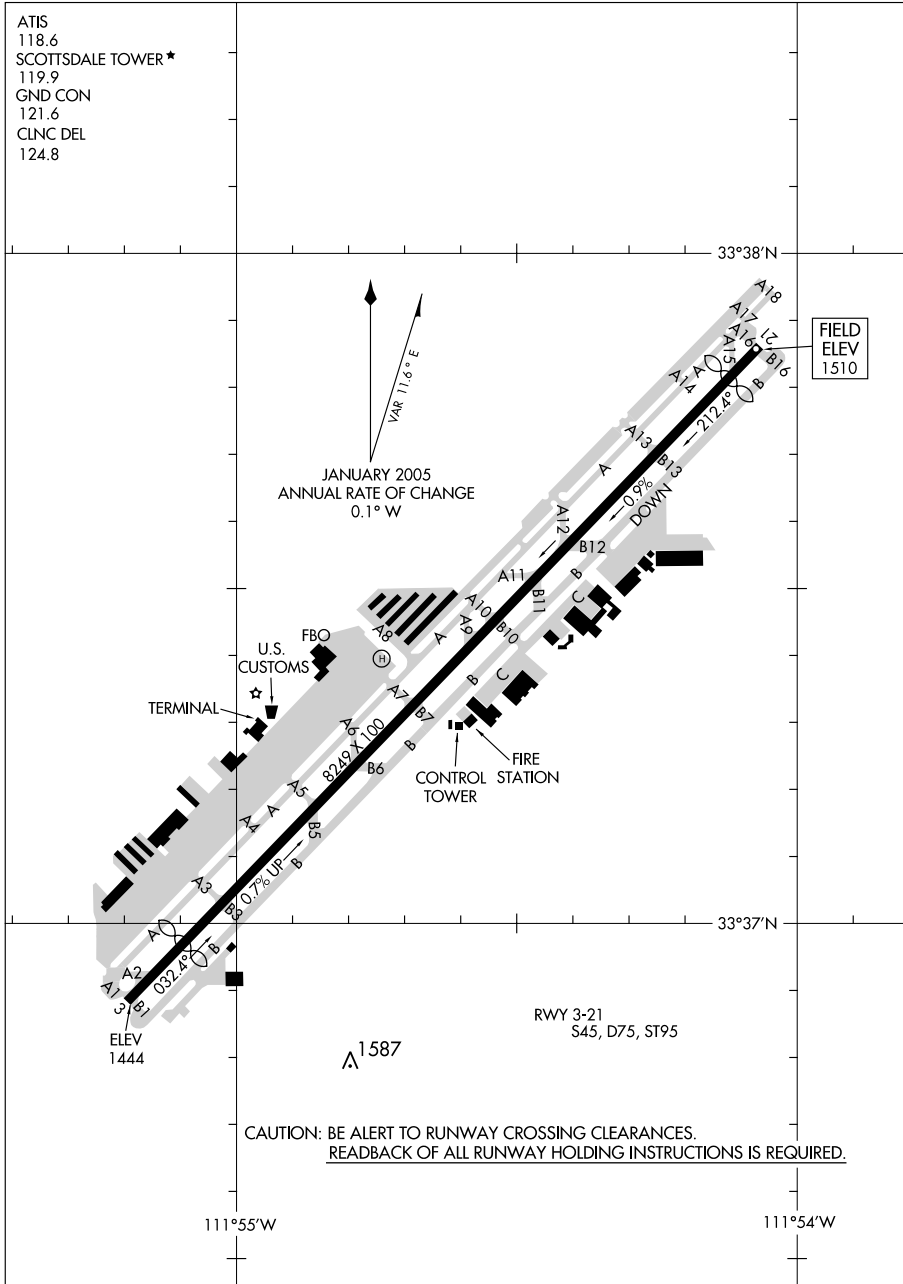 ATIS
118.6
SCOTTSDALE TOWER★
119.9
GND CON
121.6
CLNC DEL
124.8
33°38'N
A18
A17
A16
21
A15
B16
FIELD
ELEV
1510
VAR 11.6° E
A
A14
B
212.4°
A13
B13
JANUARY 2005
ANNUAL RATE OF CHANGE
0.1° W
A
0.9%
DOWN
A12
B12
A11
B
B11
C
A10
A9
B10
A
A8
FBO
H
U.S.
CUSTOMS
B
C
TERMINAL
A7
B7
A6
8249 X 100
B
B6
CONTROL
TOWER
FIRE
STATION
A5
A
A4
B5
B
0.7% UP
A3
B3
33°37'N
A
B
032.4°
A2
A1
3
B1
ELEV
1444
RWY 3-21
S45, D75, ST95
1587
CAUTION: BE ALERT TO RUNWAY CROSSING CLEARANCES.
READBACK OF ALL RUNWAY HOLDING INSTRUCTIONS IS REQUIRED.
111°55'W
111°54'W